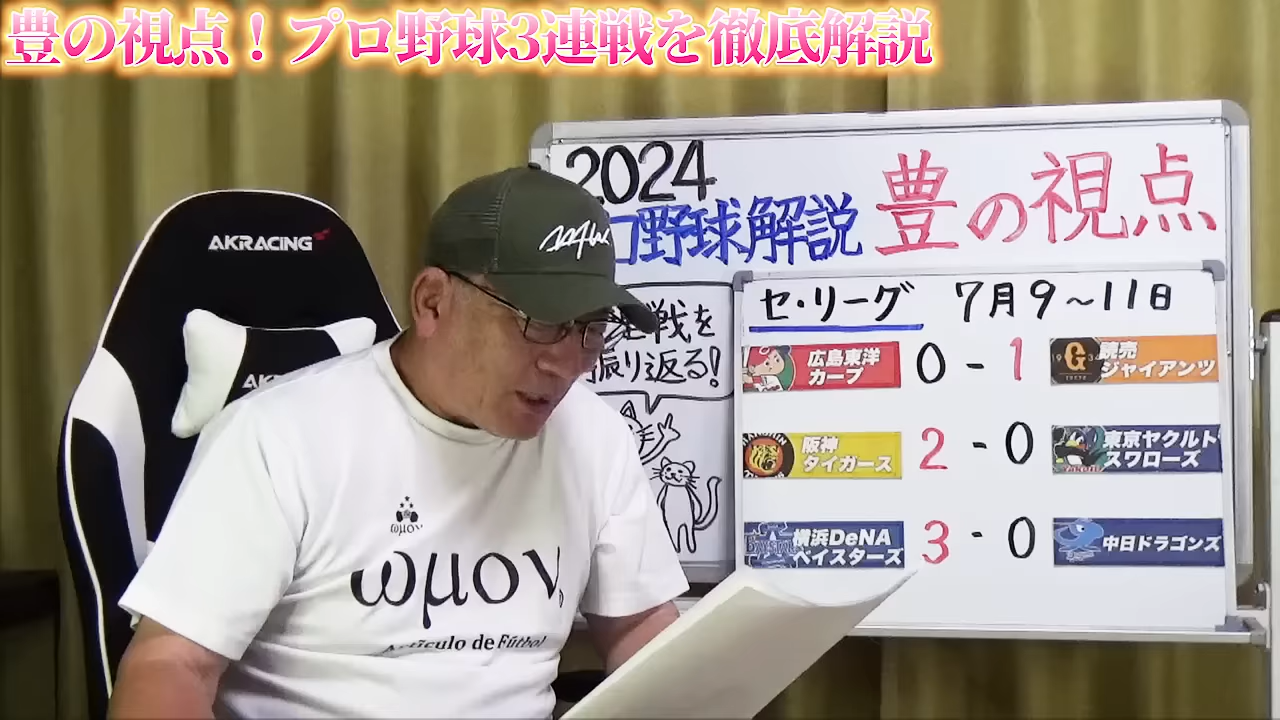 豊の視点！プロ野球3連戦を徹底解説
2024
プロ野球解説 豊の視点
セ・リーグ 7月9～11日
連戦を
振り返る!
広島東洋
カープ
0 - 1
読売
ジャイアンツ
阪神
タイガース
2 - 0
東京ヤクルト
スワローズ
横浜DeNA
ベイスターズ
3 - 0
中日ドラゴンズ
AKRACING
ωμον
ωμον
Artículo de Fútbol